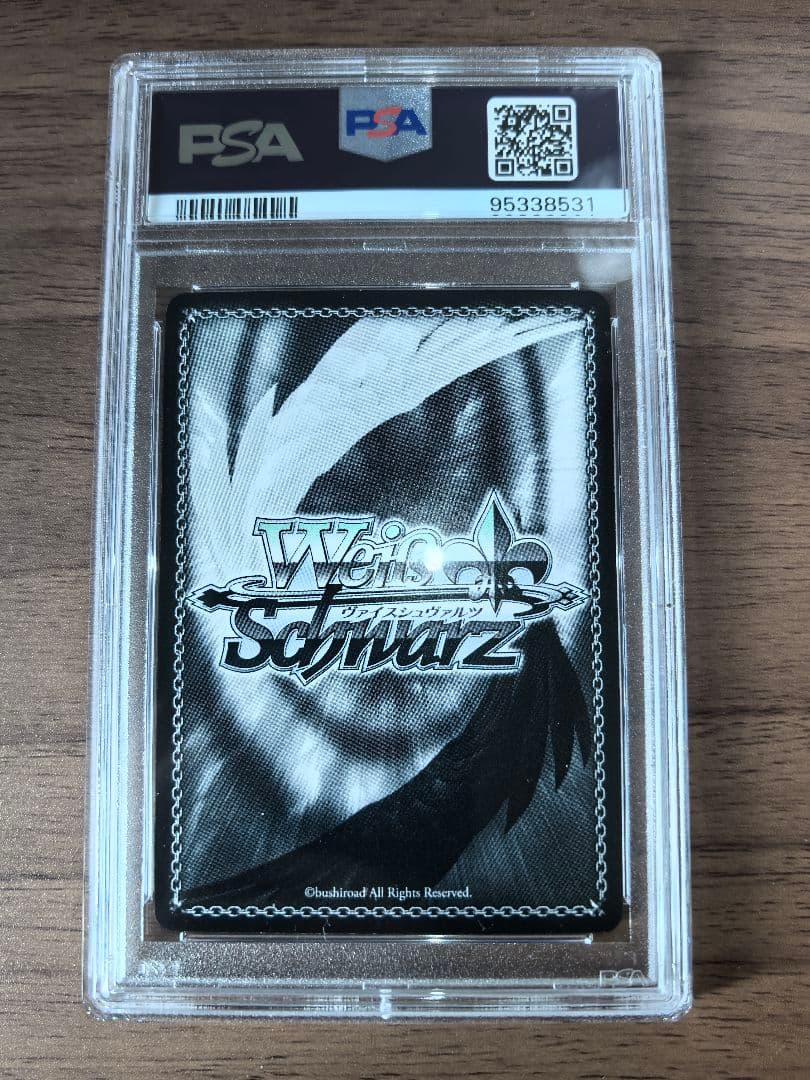 PSA
PSA
95338531
Weiβ
ヴァイスシュヴァルツ
Schwarz
©bushiroad All Rights Reserved.
PSA